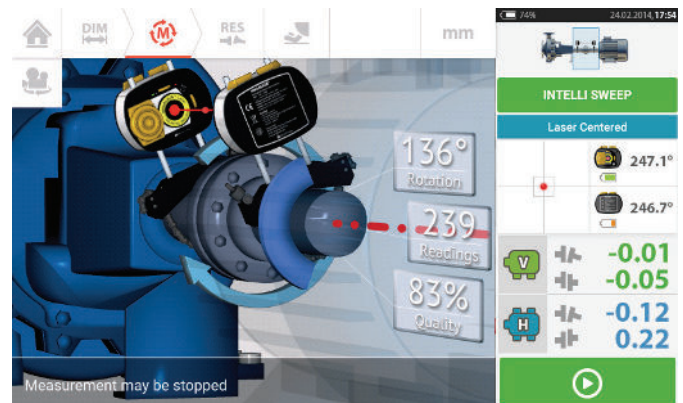 DIM
M
RES
mm
74%
24.02.2014, 17:54
INTELLI SWEEP
Laser Centered
247.1°
246.7°
136°
Rotation
239
Readings
83%
Quality
V
-0.01
-0.05
H
-0.12
0.22
Measurement may be stopped